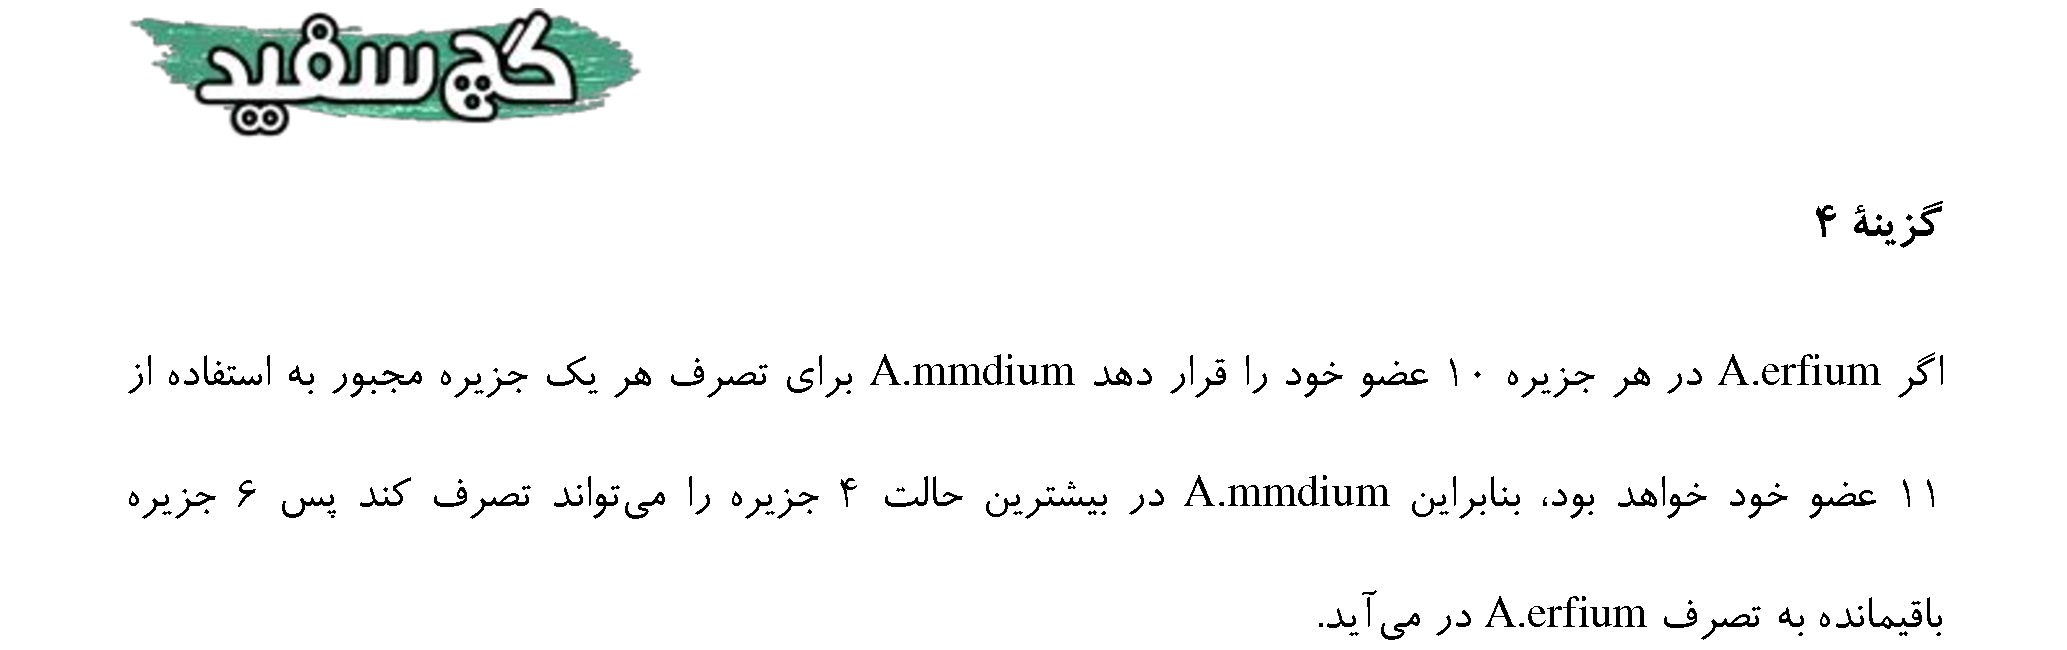 گچ سفید
گزینهٔ ۴
اگر A.erfium در هر جزیره ۱۰ عضو خود را قرار دهد A.mmdium برای تصرف هر یک جزیره مجبور به استفاده از
۱۱ عضو خود خواهد بود، بنابراین A.mmdium در بیشترین حالت ۴ جزیره را می‌تواند تصرف کند پس ۶ جزیره
باقیمانده به تصرف A.erfium در می‌آید.